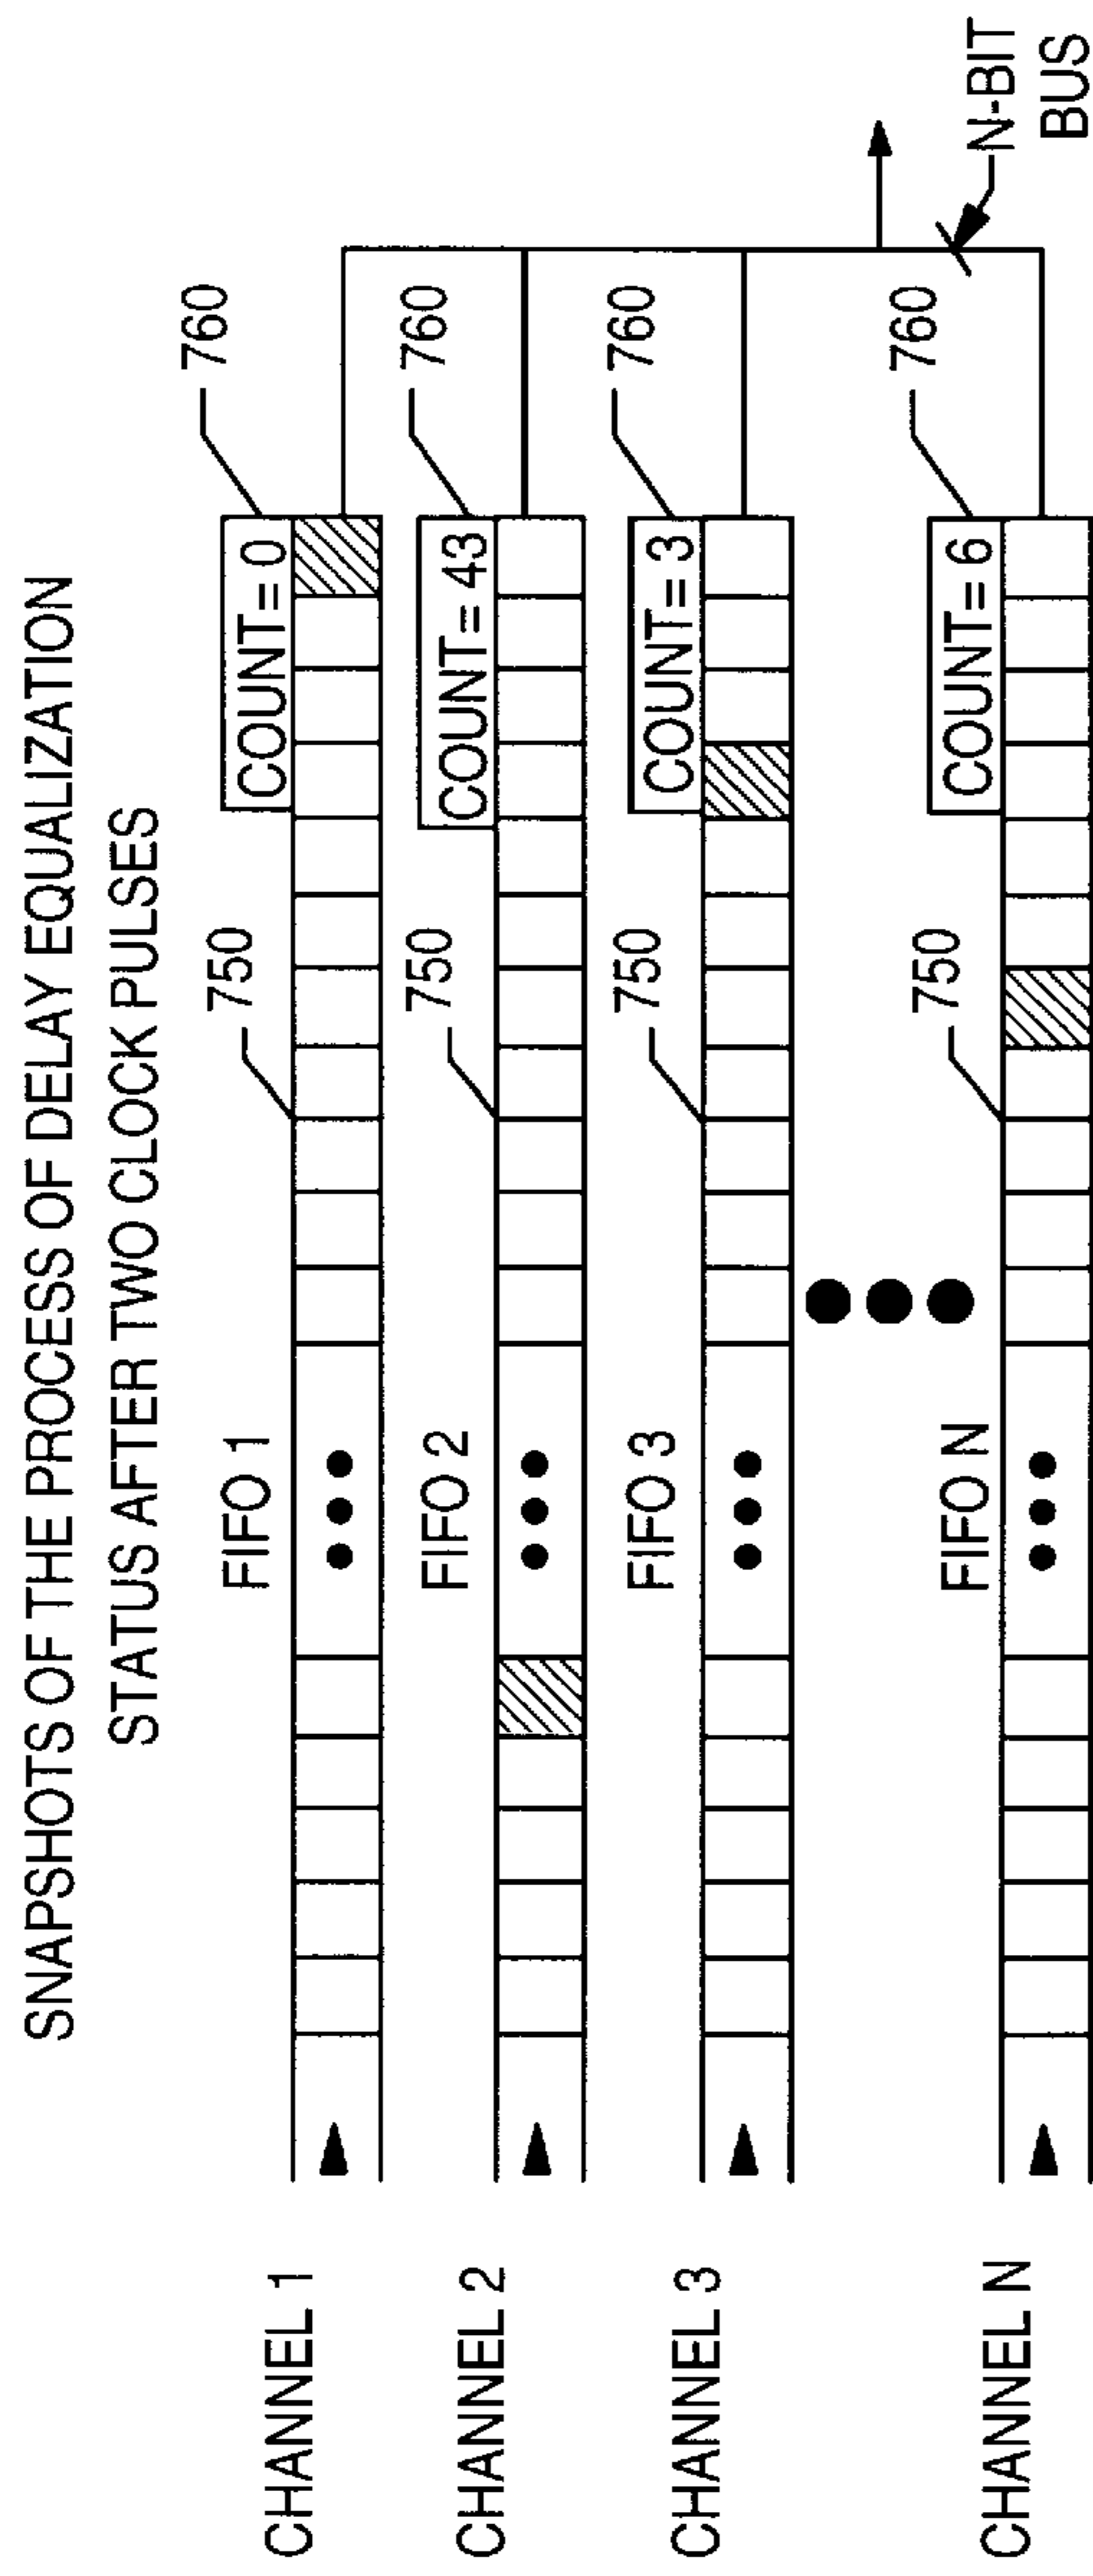 SNAPSHOTS OF THE PROCESS OF DELAY EQUALIZATION
STATUS AFTER TWO CLOCK PULSES
CHANNEL 1
FIFO 1
750
COUNT= 0
760
CHANNEL 2
FIFO 2
750
COUNT= 43
760
CHANNEL 3
FIFO 3
750
COUNT= 3
760
CHANNEL N
FIFO N
750
COUNT= 6
760
N-BIT
BUS